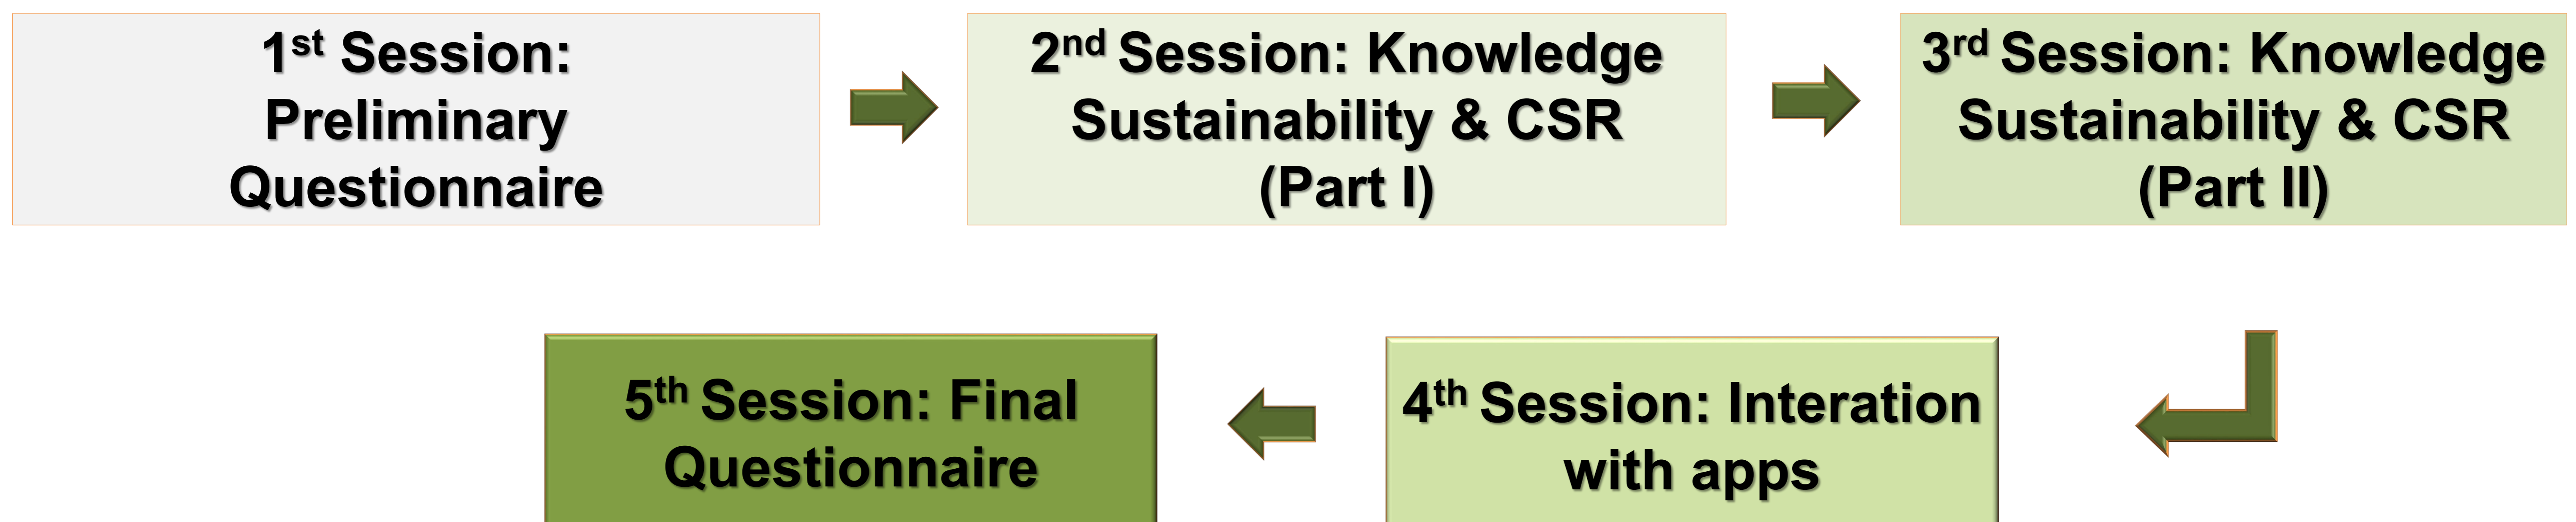 1st Session:
Preliminary
Questionnaire
2nd Session: Knowledge
Sustainability & CSR
(Part I)
3rd Session: Knowledge
Sustainability & CSR
(Part II)
4th Session: Interation
with apps
5th Session: Final
Questionnaire